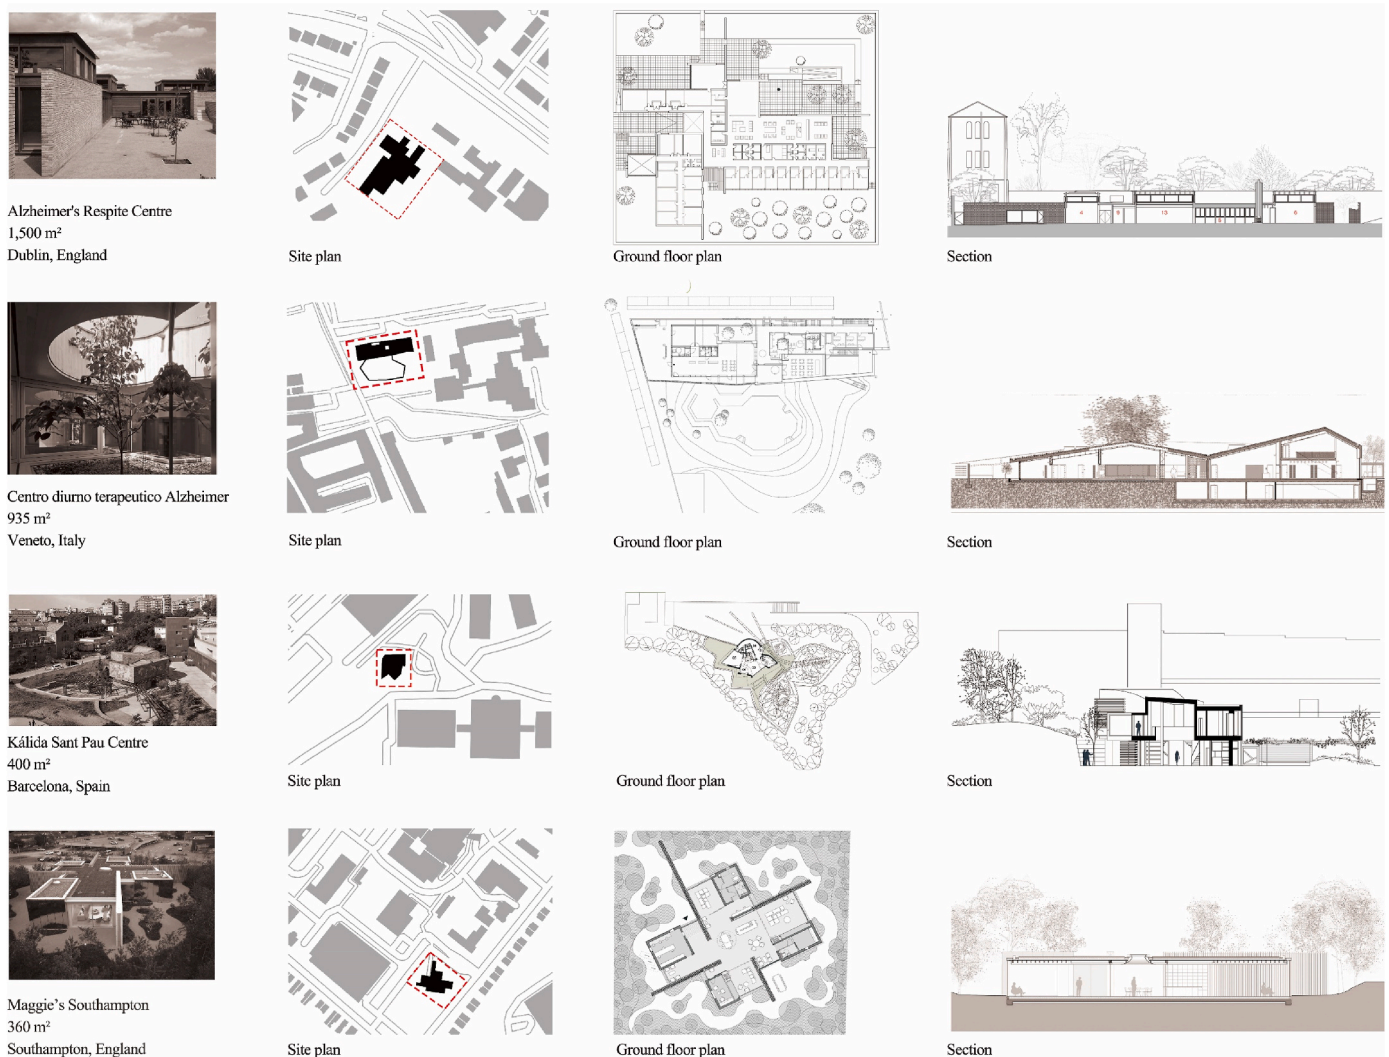 Alzheimer's Respite Centre
1,500 m²
Dublin, England
Site plan
Ground floor plan
Section
Centro diurno terapeutico Alzheimer
935 m²
Veneto, Italy
Site plan
Ground floor plan
Section
Kálida Sant Pau Centre
400 m²
Barcelona, Spain
Site plan
Ground floor plan
Section
Maggie's Southampton
360 m²
Southampton, England
Site plan
Ground floor plan
Section